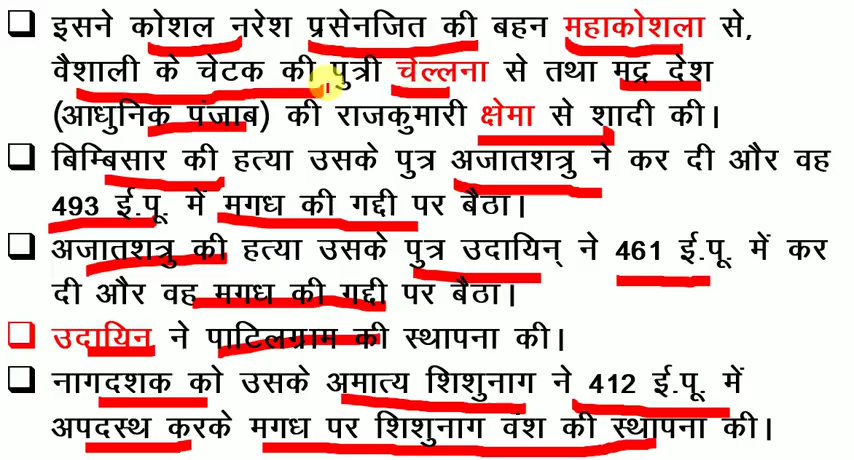 इसने कोशल नरेश प्रसेनजित की बहन महाकोशला से,
वैशाली के चेटक की पुत्री चेल्लना से तथा मद्र देश
(आधुनिक पंजाब) की राजकुमारी क्षेमा से शादी की।
बिम्बिसार की हत्या उसके पुत्र अजातशत्रु ने कर दी और वह
493 ई.पू. में मगध की गद्दी पर बैठा।
अजातशत्रु की हत्या उसके पुत्र उदायिन् ने 461 ई.पू. में कर
दी और वह मगध की गद्दी पर बैठा।
उदायिन ने पाटिलग्राम की स्थापना की।
नागदशक को उसके अमात्य शिशुनाग ने 412 ई.पू. में
अपदस्थ करके मगध पर शिशुनाग वंश की स्थापना की।